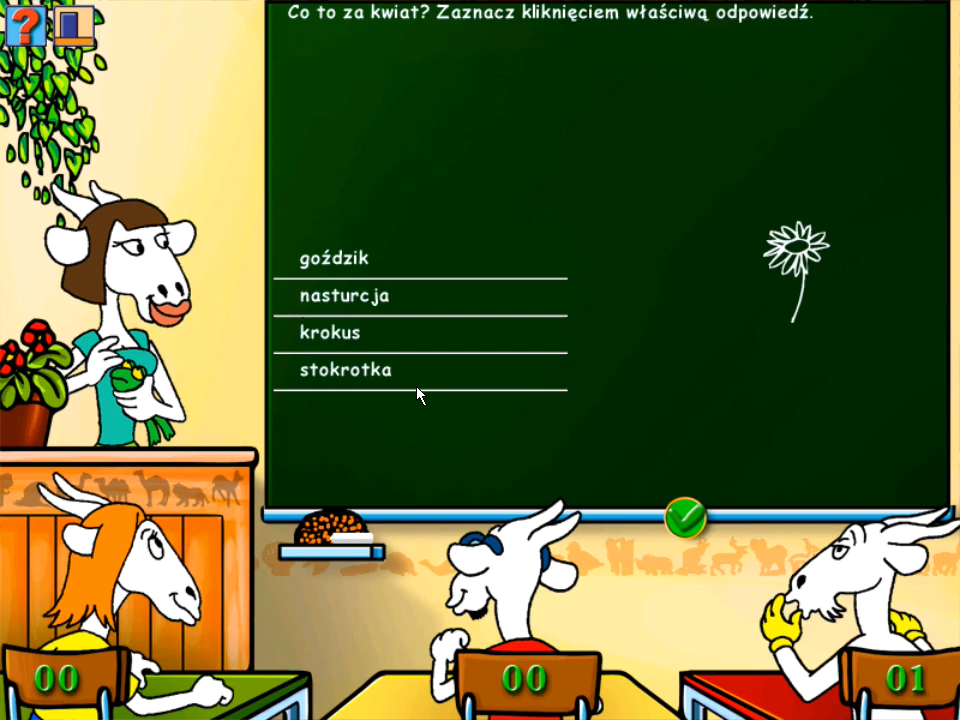 ?
Co to za kwiat? Zaznacz kliknięciem właściwą odpowiedź.
goździk
nasturcja
krokus
stokrotka
00
00
01